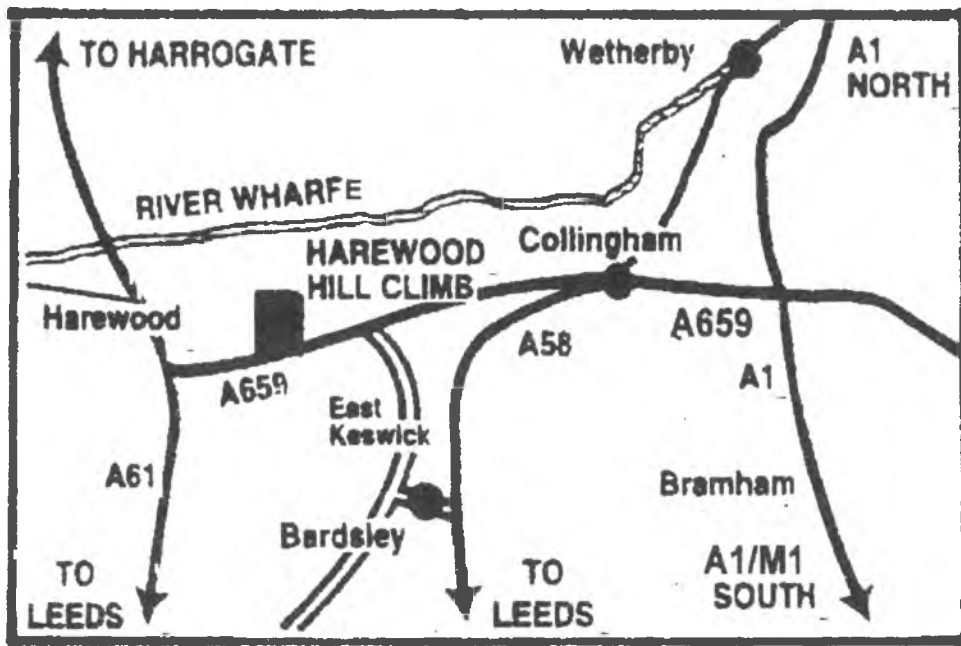 TO HARROGATE
Wetherby
A1
NORTH
RIVER WHARFE
HAREWOOD
HILL CLIMB
Collingham
Harewood
A659
A58
A659
A1
East
Keswick
A61
Bramham
Bardsley
A1/M1
SOUTH
TO
LEEDS
TO
LEEDS